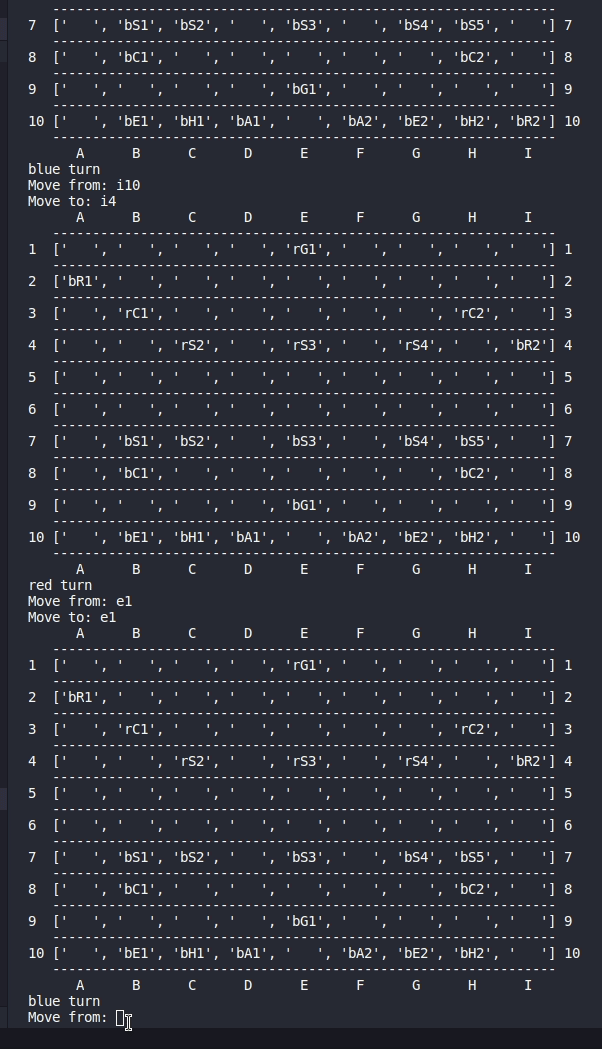 -----------------------------------------------------------
7  ['   ', 'bS1', 'bS2', '   ', 'bS3', '   ', 'bS4', 'bS5', '   '] 7
   -----------------------------------------------------------
8  ['   ', 'bC1', '   ', '   ', '   ', '   ', '   ', 'bC2', '   '] 8
   -----------------------------------------------------------
9  ['   ', '   ', '   ', '   ', 'bG1', '   ', '   ', '   ', '   '] 9
   -----------------------------------------------------------
10 ['   ', 'bE1', 'bH1', 'bA1', '   ', 'bA2', 'bE2', 'bH2', 'bR2'] 10
   -----------------------------------------------------------
      A      B      C      D      E      F      G      H      I
blue turn
Move from: i10
Move to: i4
      A      B      C      D      E      F      G      H      I
   -----------------------------------------------------------
1  ['   ', '   ', '   ', '   ', 'rG1', '   ', '   ', '   ', '   '] 1
   -----------------------------------------------------------
2  ['bR1', '   ', '   ', '   ', '   ', '   ', '   ', '   ', '   '] 2
   -----------------------------------------------------------
3  ['   ', 'rC1', '   ', '   ', '   ', '   ', '   ', 'rC2', '   '] 3
   -----------------------------------------------------------
4  ['   ', '   ', 'rS2', '   ', 'rS3', '   ', 'rS4', '   ', 'bR2'] 4
   -----------------------------------------------------------
5  ['   ', '   ', '   ', '   ', '   ', '   ', '   ', '   ', '   '] 5
   -----------------------------------------------------------
6  ['   ', '   ', '   ', '   ', '   ', '   ', '   ', '   ', '   '] 6
   -----------------------------------------------------------
7  ['   ', 'bS1', 'bS2', '   ', 'bS3', '   ', 'bS4', 'bS5', '   '] 7
   -----------------------------------------------------------
8  ['   ', 'bC1', '   ', '   ', '   ', '   ', '   ', 'bC2', '   '] 8
   -----------------------------------------------------------
9  ['   ', '   ', '   ', '   ', 'bG1', '   ', '   ', '   ', '   '] 9
   -----------------------------------------------------------
10 ['   ', 'bE1', 'bH1', 'bA1', '   ', 'bA2', 'bE2', 'bH2', '   '] 10
   -----------------------------------------------------------
      A      B      C      D      E      F      G      H      I
red turn
Move from: e1
Move to: e1
      A      B      C      D      E      F      G      H      I
   -----------------------------------------------------------
1  ['   ', '   ', '   ', '   ', 'rG1', '   ', '   ', '   ', '   '] 1
   -----------------------------------------------------------
2  ['bR1', '   ', '   ', '   ', '   ', '   ', '   ', '   ', '   '] 2
   -----------------------------------------------------------
3  ['   ', 'rC1', '   ', '   ', '   ', '   ', '   ', 'rC2', '   '] 3
   -----------------------------------------------------------
4  ['   ', '   ', 'rS2', '   ', 'rS3', '   ', 'rS4', '   ', 'bR2'] 4
   -----------------------------------------------------------
5  ['   ', '   ', '   ', '   ', '   ', '   ', '   ', '   ', '   '] 5
   -----------------------------------------------------------
6  ['   ', '   ', '   ', '   ', '   ', '   ', '   ', '   ', '   '] 6
   -----------------------------------------------------------
7  ['   ', 'bS1', 'bS2', '   ', 'bS3', '   ', 'bS4', 'bS5', '   '] 7
   -----------------------------------------------------------
8  ['   ', 'bC1', '   ', '   ', '   ', '   ', '   ', 'bC2', '   '] 8
   -----------------------------------------------------------
9  ['   ', '   ', '   ', '   ', 'bG1', '   ', '   ', '   ', '   '] 9
   -----------------------------------------------------------
10 ['   ', 'bE1', 'bH1', 'bA1', '   ', 'bA2', 'bE2', 'bH2', '   '] 10
   -----------------------------------------------------------
      A      B      C      D      E      F      G      H      I
blue turn
Move from: